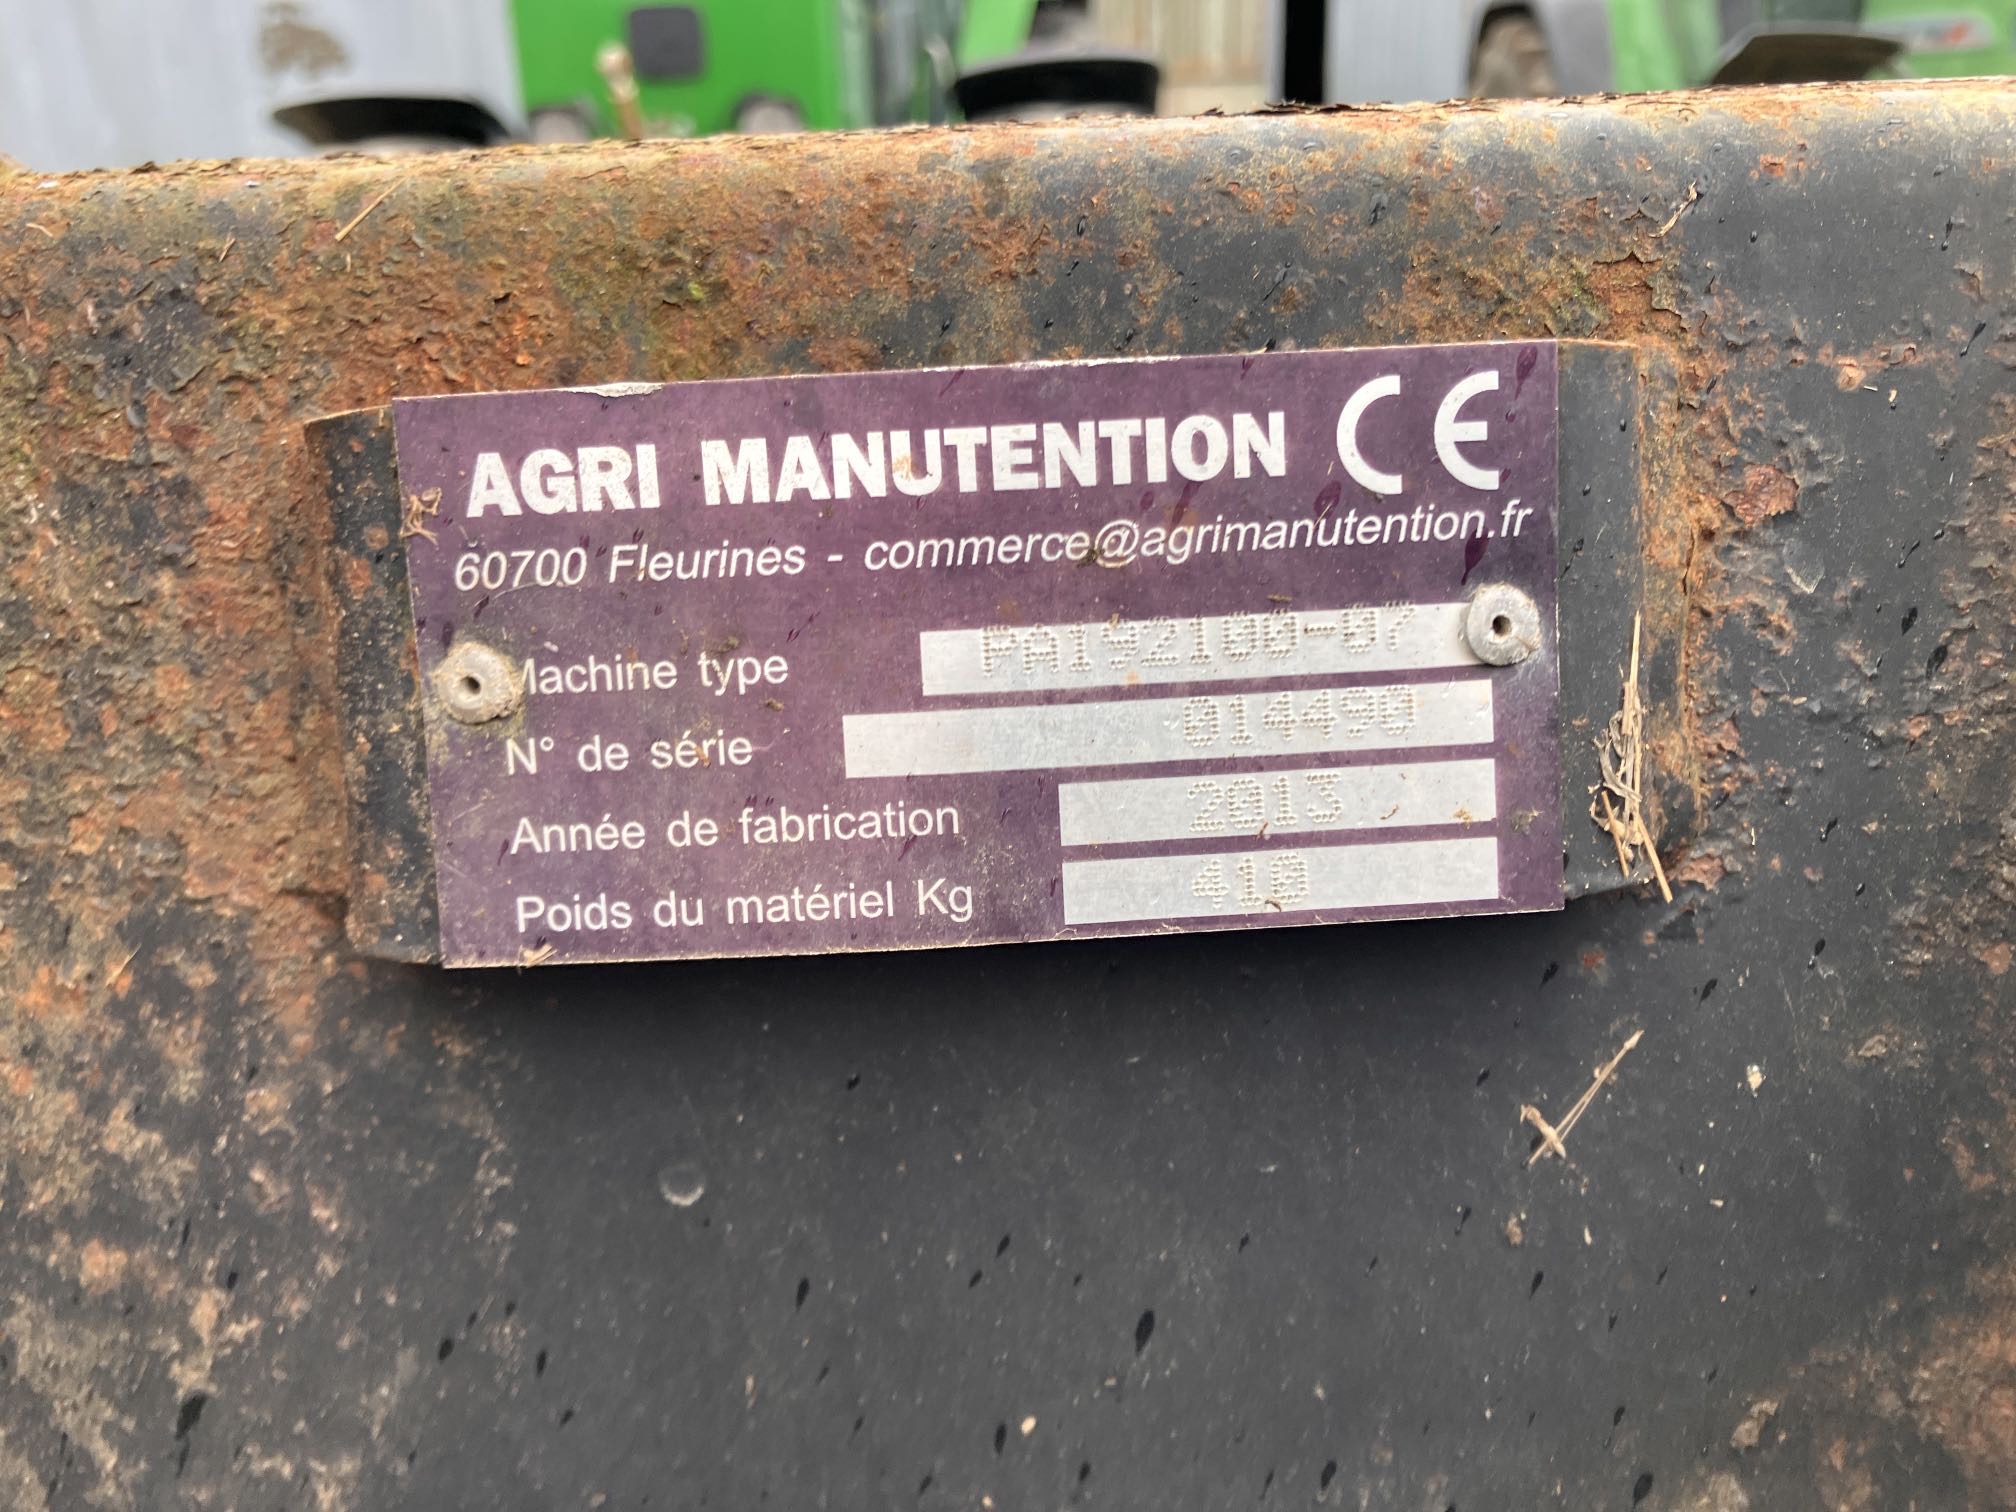 AGRI MANUTENTION CE
60700 Fleurines - commerce@agrimanutention.fr
Machine type PA192100-07
N° de série 014490
Année de fabrication 2013
Poids du matériel Kg 410